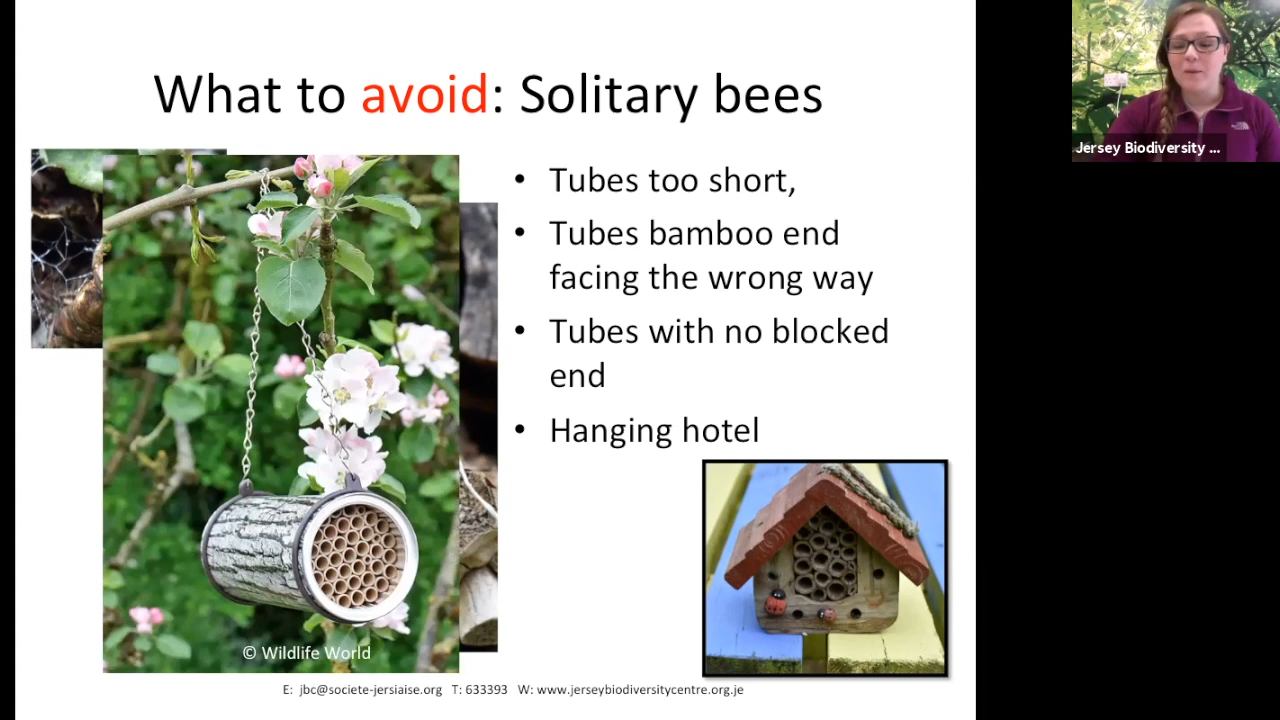 What to avoid: Solitary bees
Jersey Biodiversity ...
• Tubes too short,
• Tubes bamboo end
facing the wrong way
• Tubes with no blocked
end
• Hanging hotel
© Wildlife World
E: jbc@societe-jersiaise.org T: 633393 W: www.jerseybiodiversitycentre.org.je